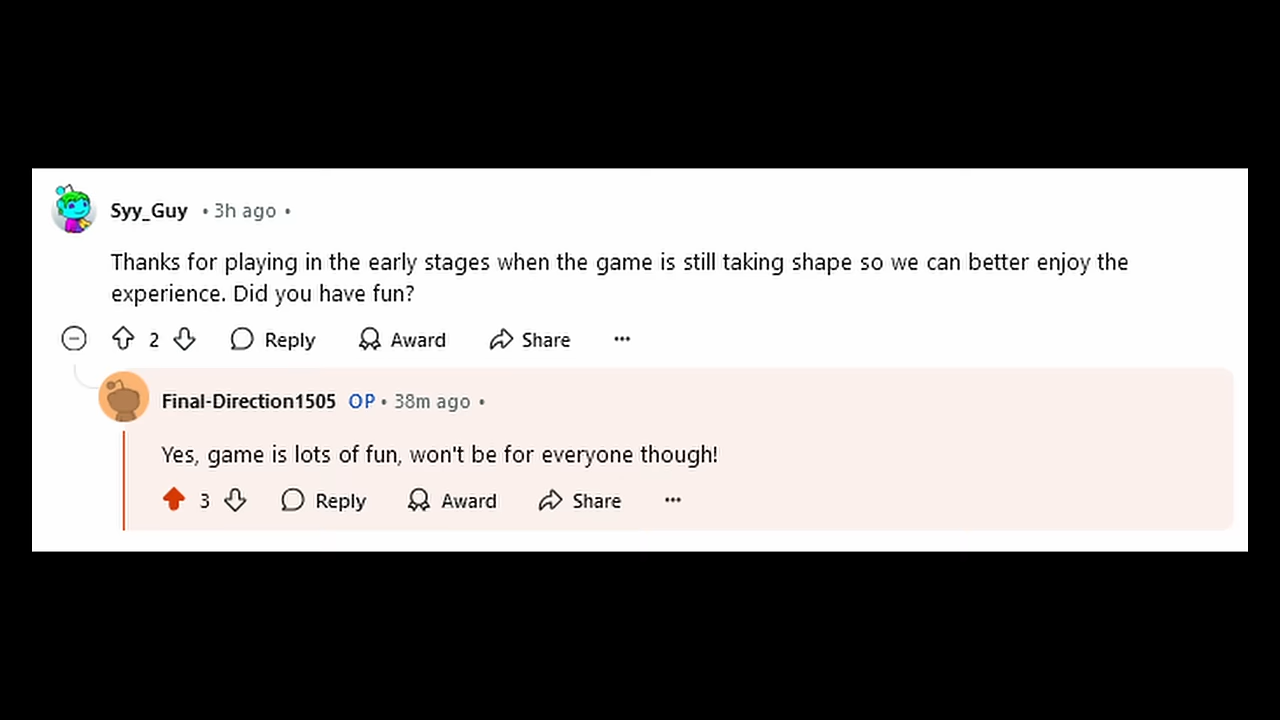 Syy_Guy • 3h ago •
Thanks for playing in the early stages when the game is still taking shape so we can better enjoy the
experience. Did you have fun?
2 Reply Award Share ...
Final-Direction1505 OP • 38m ago •
Yes, game is lots of fun, won't be for everyone though!
3 Reply Award Share ...